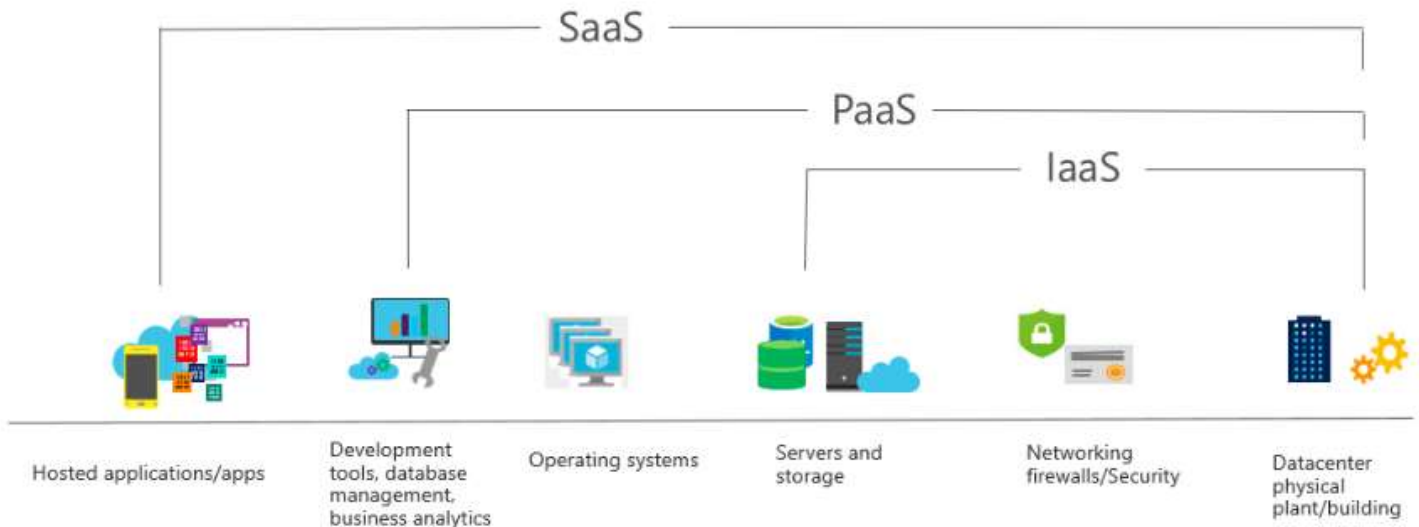 SaaS
PaaS
IaaS
Hosted applications/apps
Development
tools, database
management,
business analytics
Operating systems
Servers and
storage
Networking
firewalls/Security
Datacenter
physical
plant/building